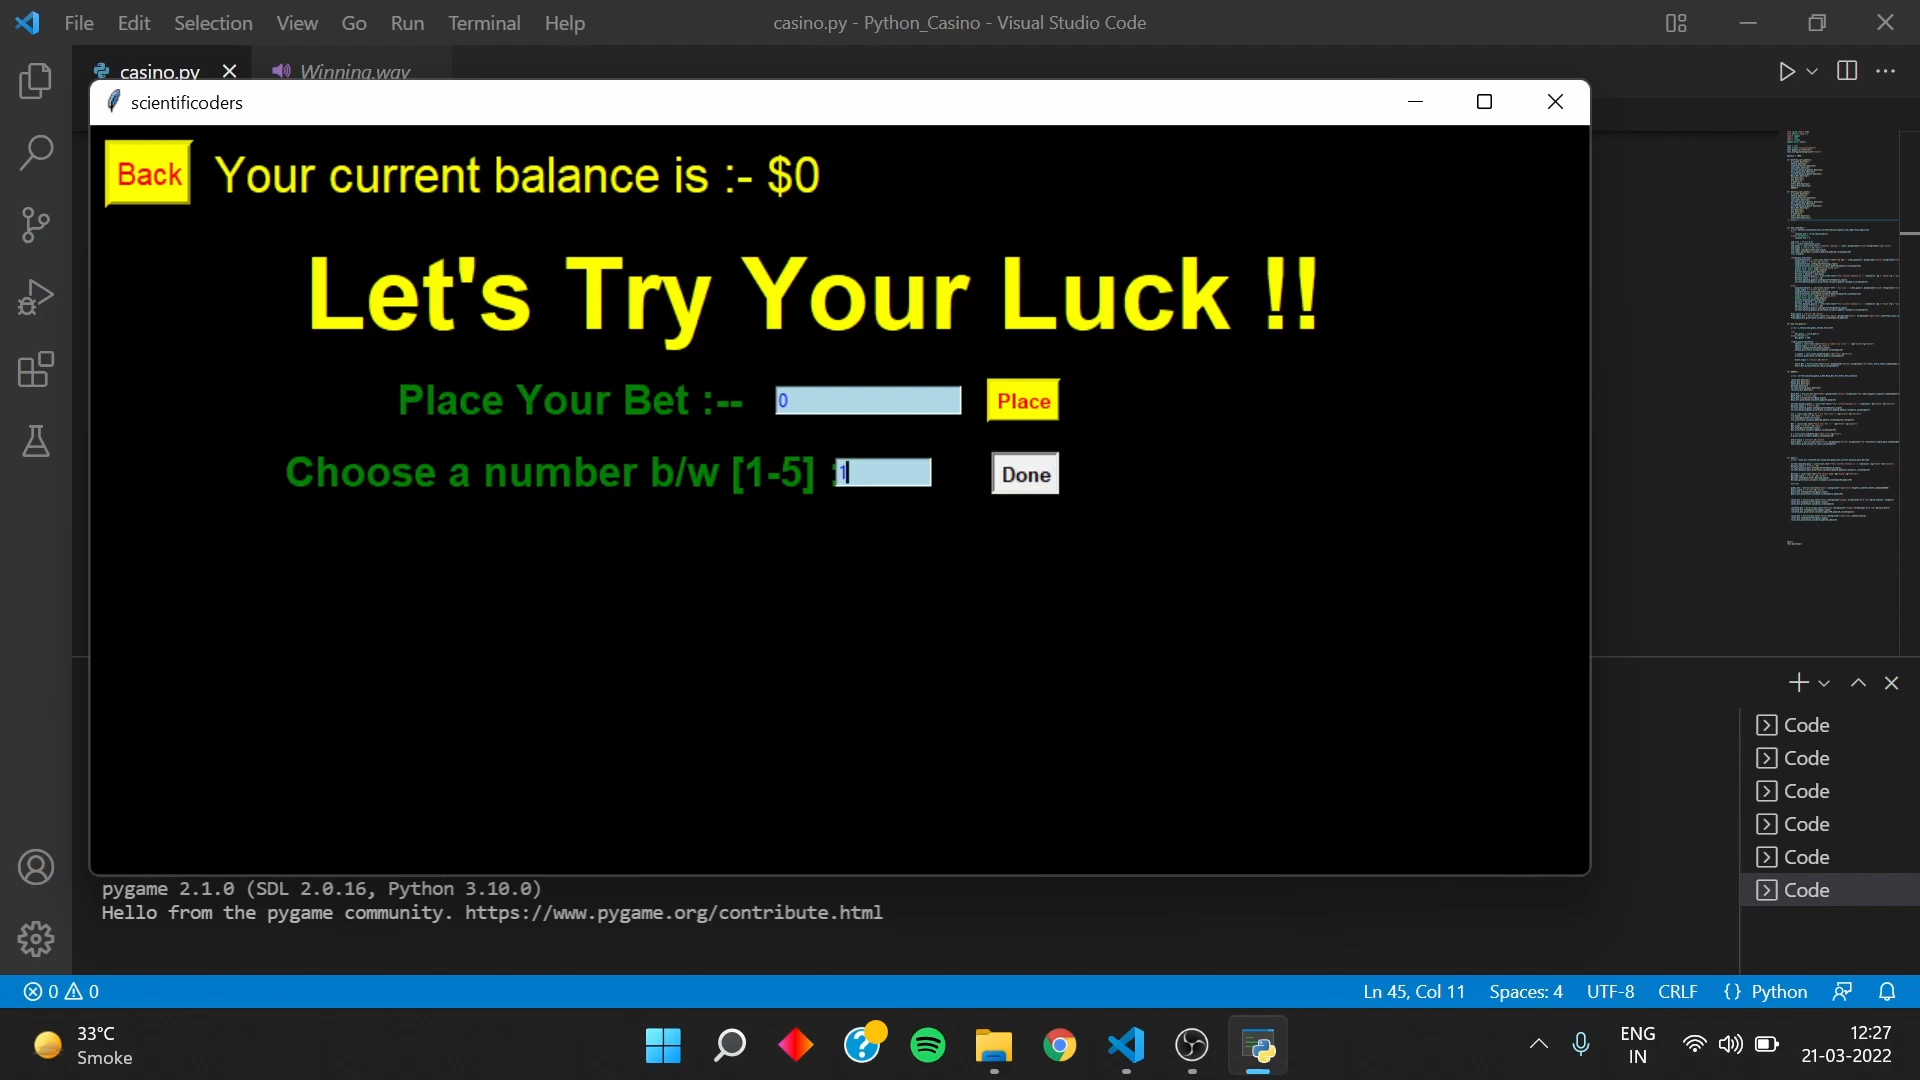 File Edit Selection View Go Run Terminal Help
casino.py - Python_Casino - Visual Studio Code
casino.py
Winning.wav
scientificoders
Back
Your current balance is :- $0
Let's Try Your Luck !!
Place Your Bet :--
0
Place
Choose a number b/w [1-5] :
1
Done
Code
Code
Code
Code
Code
Code
pygame 2.1.0 (SDL 2.0.16, Python 3.10.0)
Hello from the pygame community. https://www.pygame.org/contribute.html
0 0
Ln 45, Col 11 Spaces: 4 UTF-8 CRLF {} Python
33°C
Smoke
ENG
IN
12:27
21-03-2022